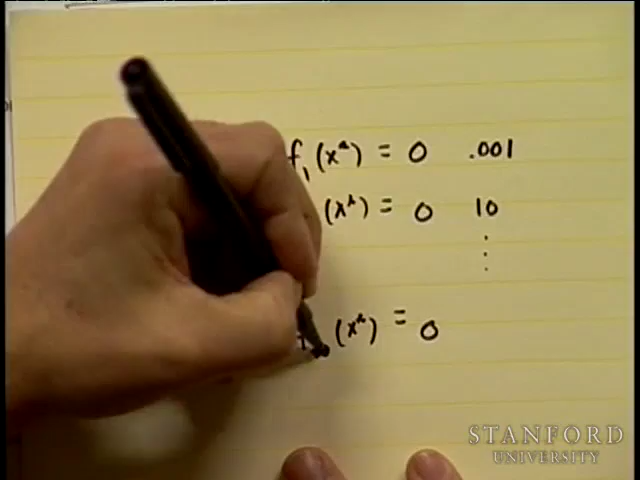 f₁(x*) = 0 .001
(x*) = 0 10
(x*) = 0
STANFORD
UNIVERSITY